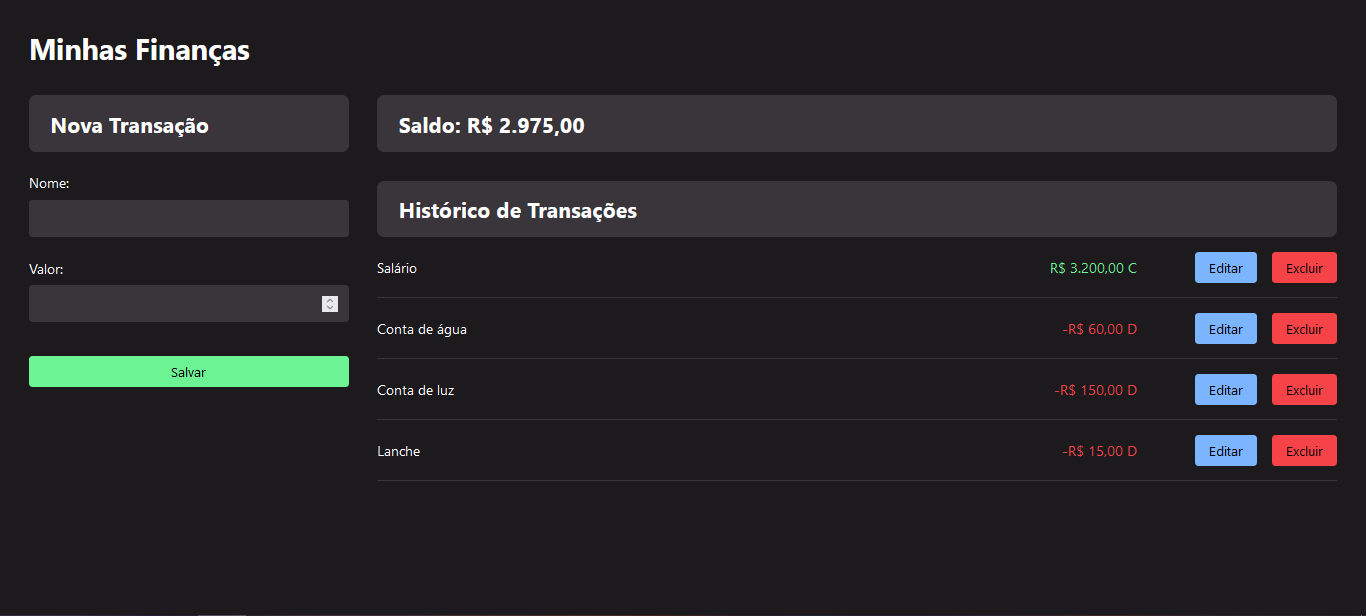 Minhas Finanças
Nova Transação
Nome:
Valor:
Salvar
Saldo: R$ 2.975,00
Histórico de Transações
Salário R$ 3.200,00 C Editar Excluir
Conta de água -R$ 60,00 D Editar Excluir
Conta de luz -R$ 150,00 D Editar Excluir
Lanche -R$ 15,00 D Editar Excluir